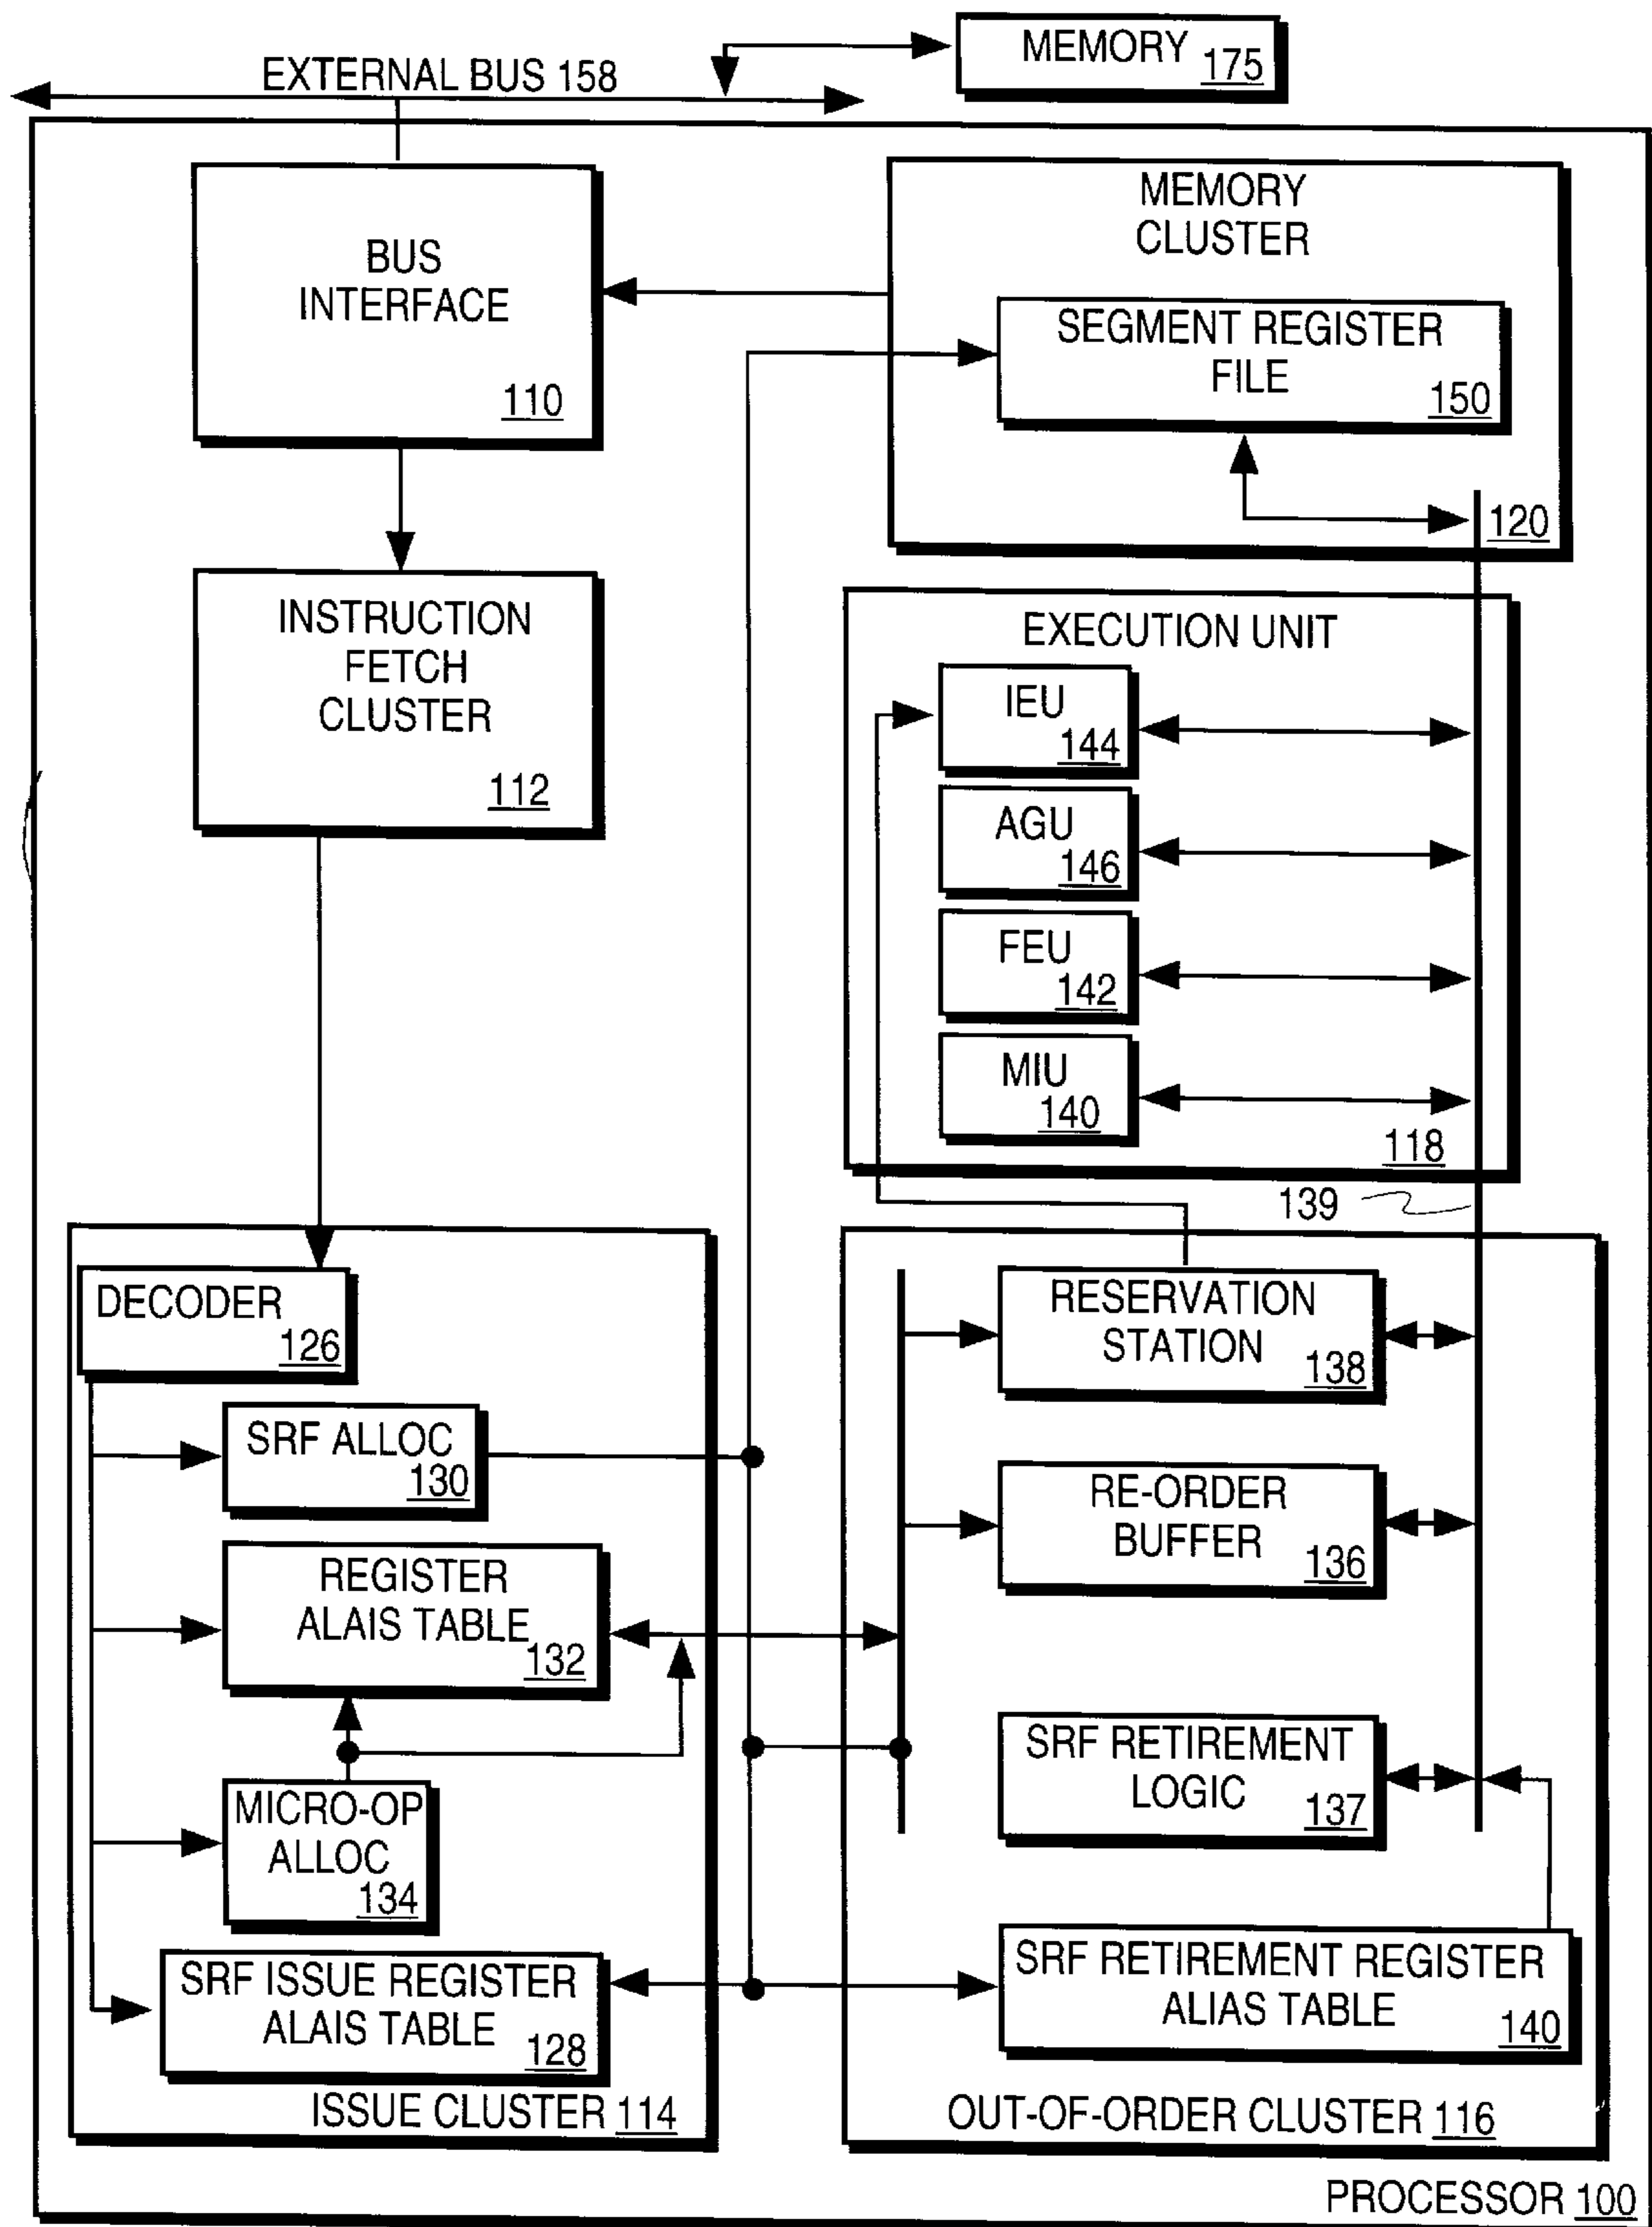 MEMORY 175
EXTERNAL BUS 158
BUS
INTERFACE
110
MEMORY
CLUSTER
SEGMENT REGISTER
FILE
150
120
INSTRUCTION
FETCH
CLUSTER
112
EXECUTION UNIT
IEU
144
AGU
146
FEU
142
MIU
140
118
139
DECODER
126
SRF ALLOC
130
REGISTER
ALAIS TABLE
132
MICRO-OP
ALLOC
134
SRF ISSUE REGISTER
ALAIS TABLE
128
ISSUE CLUSTER 114
RESERVATION
STATION
138
RE-ORDER
BUFFER
136
SRF RETIREMENT
LOGIC
137
SRF RETIREMENT REGISTER
ALIAS TABLE
140
OUT-OF-ORDER CLUSTER 116
PROCESSOR 100